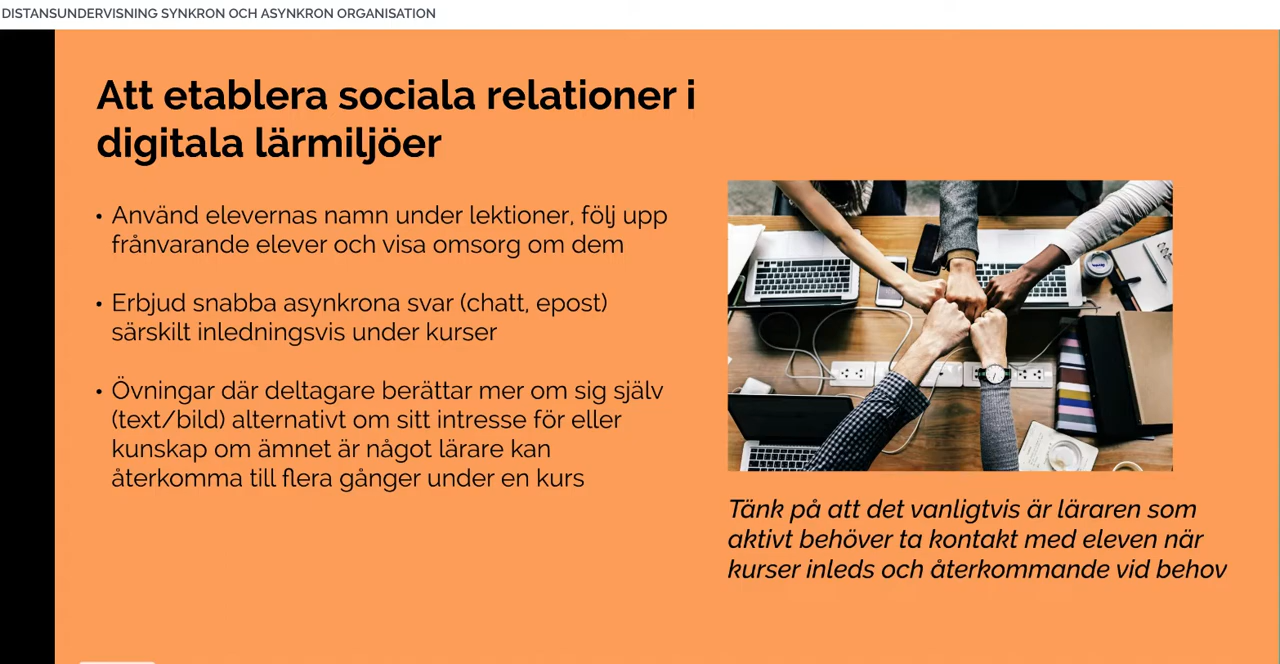 DISTANSUNDERVISNING SYNKRON OCH ASYNKRON ORGANISATION
Att etablera sociala relationer i
digitala lärmiljöer
• Använd elevernas namn under lektioner, följ upp
frånvarande elever och visa omsorg om dem
• Erbjud snabba asynkrona svar (chatt, epost)
särskilt inledningsvis under kurser
• Övningar där deltagare berättar mer om sig själv
(text/bild) alternativt om sitt intresse för eller
kunskap om ämnet är något lärare kan
återkomma till flera gånger under en kurs
Tänk på att det vanligtvis är läraren som
aktivt behöver ta kontakt med eleven när
kurser inleds och återkommande vid behov